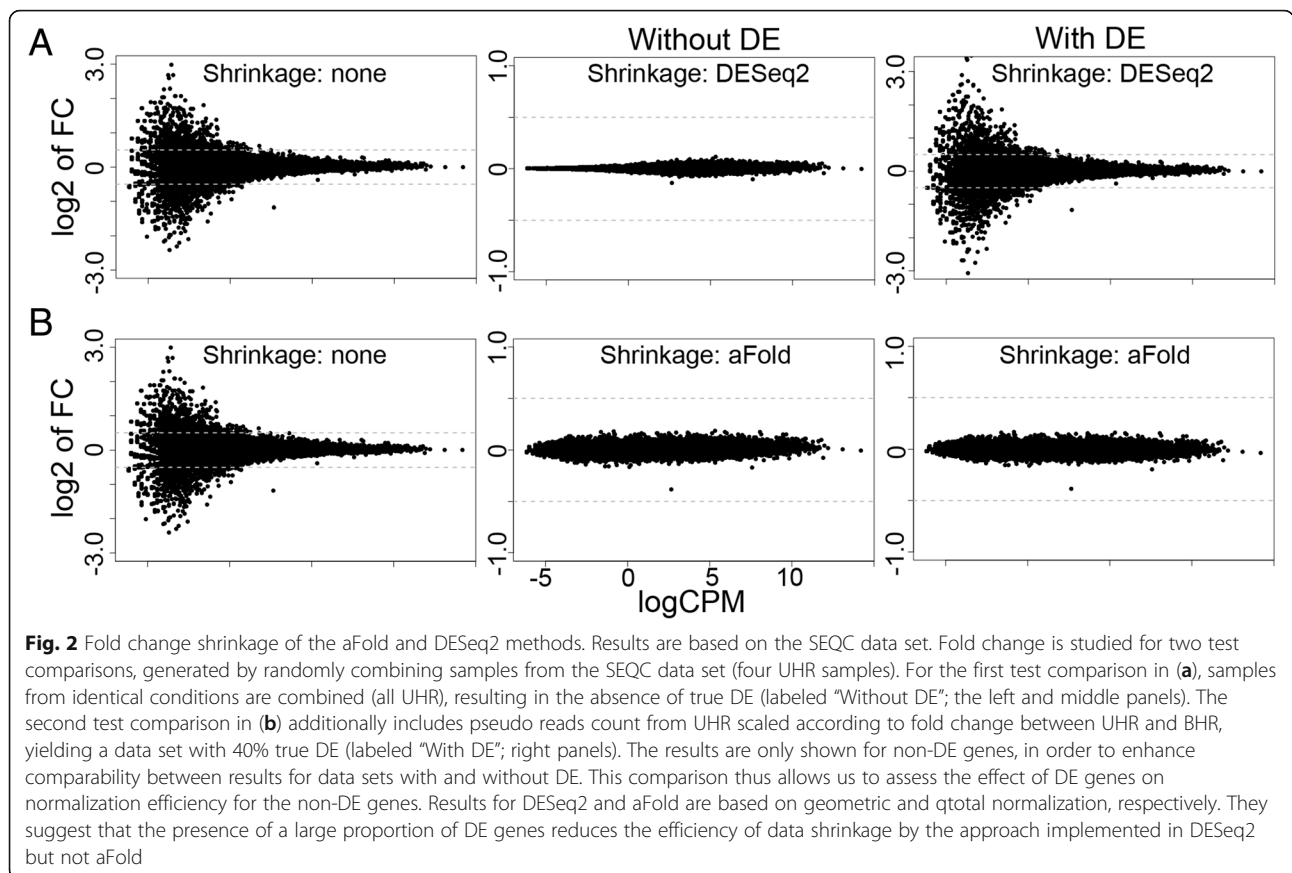 A
Without DE
With DE
Shrinkage: none
Shrinkage: DESeq2
Shrinkage: DESeq2
log2 of FC
3.0
0
-3.0
1.0
0
-1.0
3.0
0
-3.0
B
Shrinkage: none
Shrinkage: aFold
Shrinkage: aFold
log2 of FC
3.0
0
-3.0
1.0
0
-1.0
1.0
0
-1.0
-5 0 5 10
logCPM
Fig. 2 Fold change shrinkage of the aFold and DESeq2 methods. Results are based on the SEQC data set. Fold change is studied for two test
comparisons, generated by randomly combining samples from the SEQC data set (four UHR samples). For the first test comparison in (a), samples
from identical conditions are combined (all UHR), resulting in the absence of true DE (labeled “Without DE”; the left and middle panels). The
second test comparison in (b) additionally includes pseudo reads count from UHR scaled according to fold change between UHR and BHR,
yielding a data set with 40% true DE (labeled “With DE”; right panels). The results are only shown for non-DE genes, in order to enhance
comparability between results for data sets with and without DE. This comparison thus allows us to assess the effect of DE genes on
normalization efficiency for the non-DE genes. Results for DESeq2 and aFold are based on geometric and qtotal normalization, respectively. They
suggest that the presence of a large proportion of DE genes reduces the efficiency of data shrinkage by the approach implemented in DESeq2
but not aFold